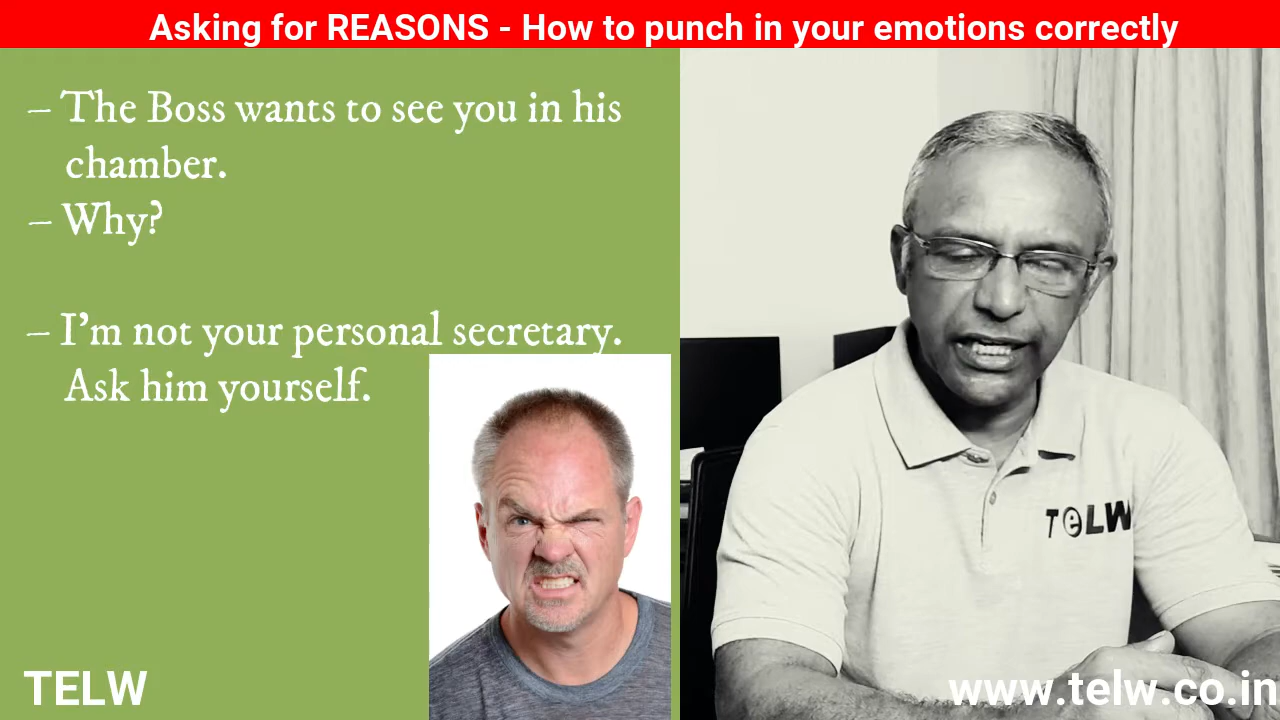 Asking for REASONS - How to punch in your emotions correctly
– The Boss wants to see you in his
chamber.
– Why?
– I’m not your personal secretary.
Ask him yourself.
TeLW
TELW
www.telw.co.in